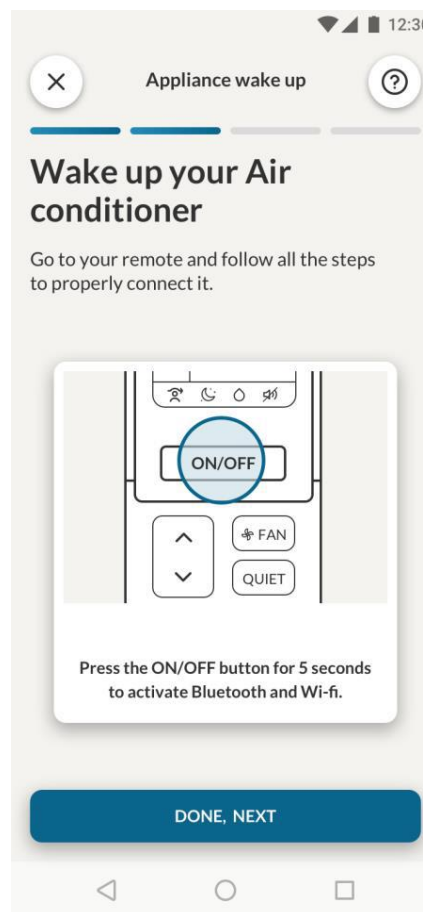 12:30
Appliance wake up
Wake up your Air
conditioner
Go to your remote and follow all the steps
to properly connect it.
ON/OFF
FAN
QUIET
Press the ON/OFF button for 5 seconds
to activate Bluetooth and Wi-fi.
DONE, NEXT